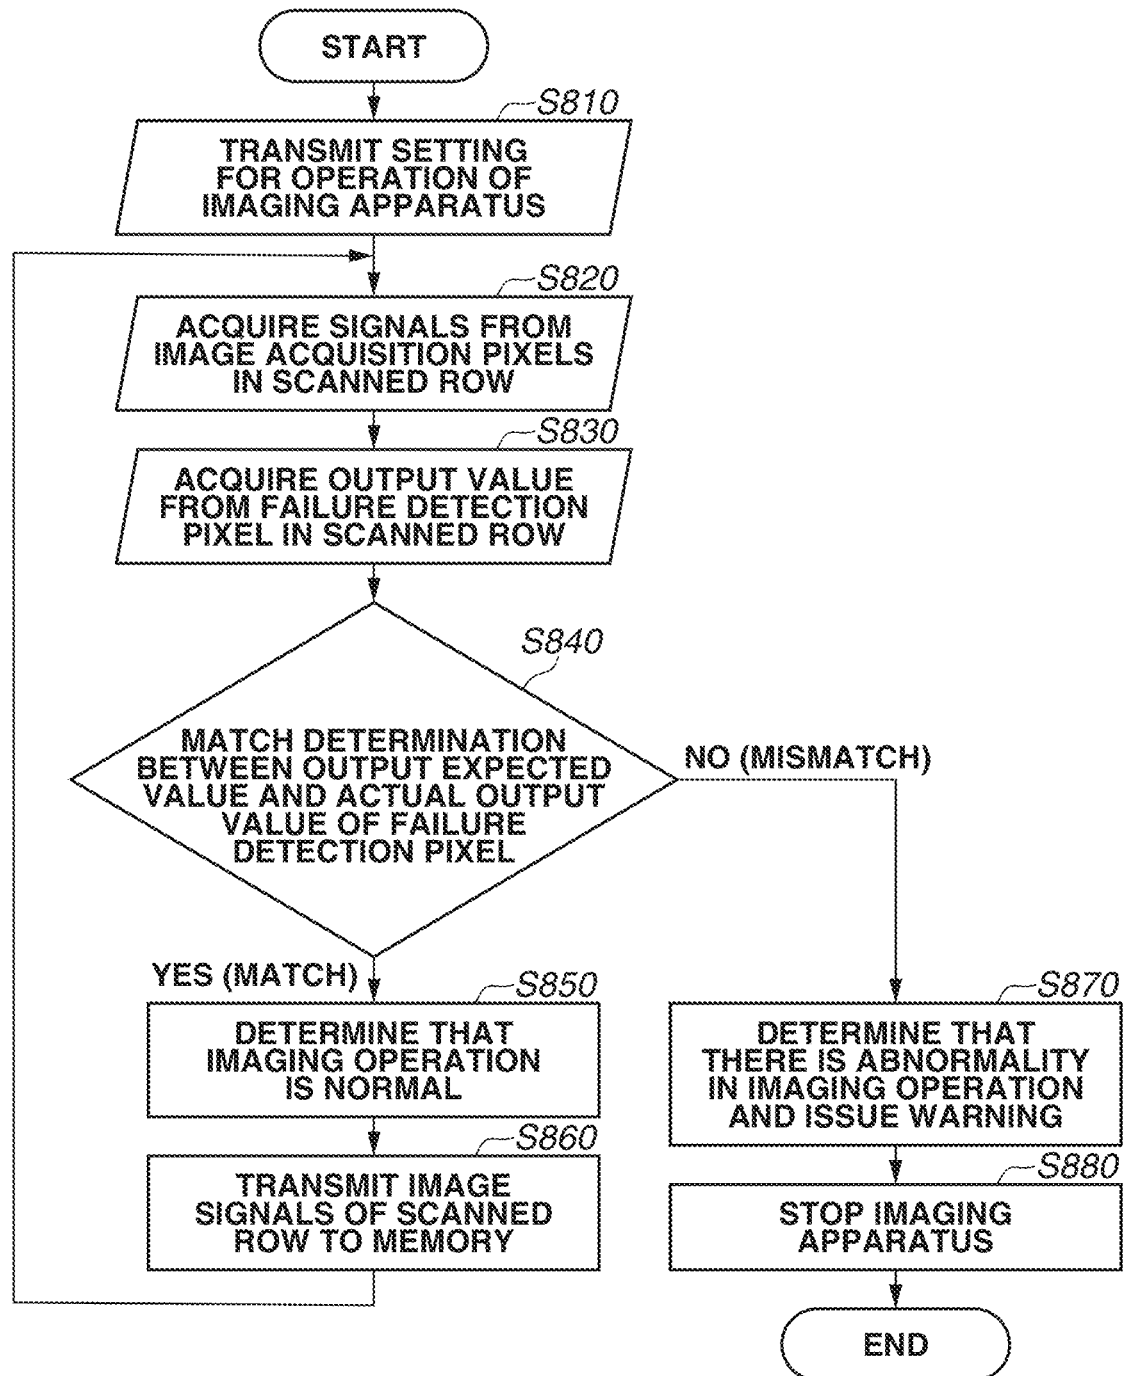 START
S810
TRANSMIT SETTING
FOR OPERATION OF
IMAGING APPARATUS
S820
ACQUIRE SIGNALS FROM
IMAGE ACQUISITION PIXELS
IN SCANNED ROW
S830
ACQUIRE OUTPUT VALUE
FROM FAILURE DETECTION
PIXEL IN SCANNED ROW
S840
MATCH DETERMINATION
BETWEEN OUTPUT EXPECTED
VALUE AND ACTUAL OUTPUT
VALUE OF FAILURE
DETECTION PIXEL
NO (MISMATCH)
YES (MATCH)
S850
DETERMINE THAT
IMAGING OPERATION
IS NORMAL
S860
TRANSMIT IMAGE
SIGNALS OF SCANNED
ROW TO MEMORY
S870
DETERMINE THAT
THERE IS ABNORMALITY
IN IMAGING OPERATION
AND ISSUE WARNING
S880
STOP IMAGING
APPARATUS
END